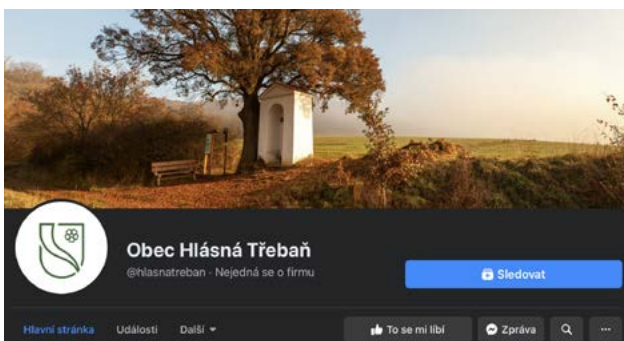 Obec Hlásná Třebaň
@hlasnatreban · Nejedná se o firmu
Sledovat
Hlavní stránka Události Další
To se mi líbí Zpráva